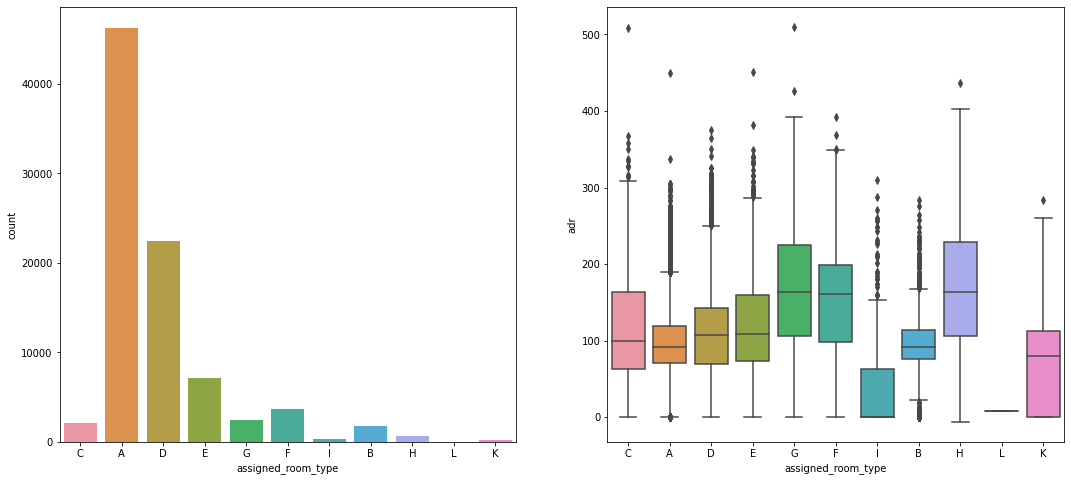 count
40000
30000
20000
10000
0
C A D E G F I B H L K
assigned_room_type
adr
500
400
300
200
100
0
C A D E G F I B H L K
assigned_room_type